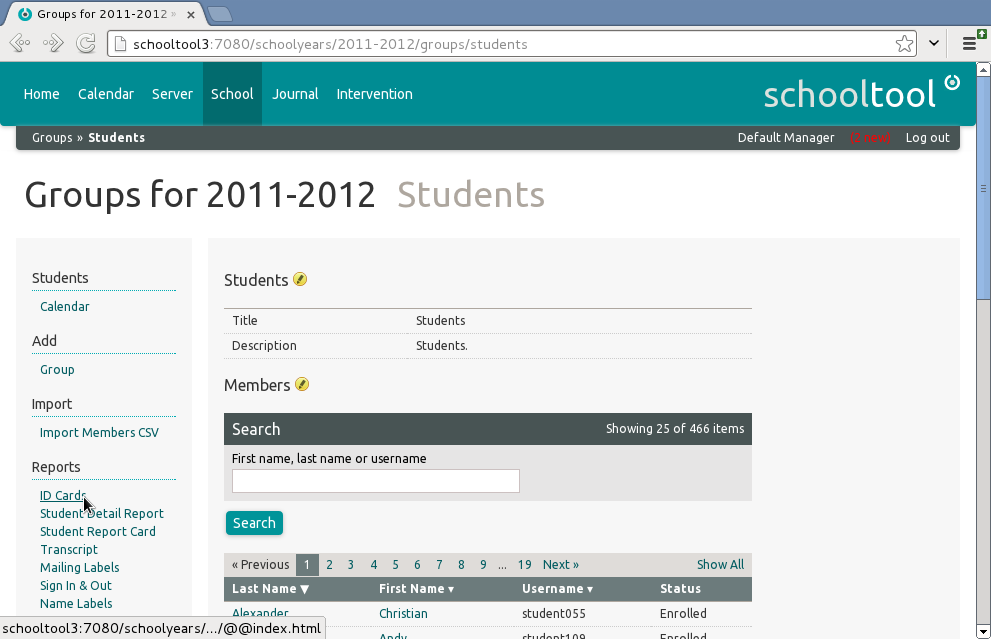 Groups for 2011-2012 »
schooltool3:7080/schoolyears/2011-2012/groups/students
Home Calendar Server School Journal Intervention schooltool
Groups » Students Default Manager (2 new) Log out
Groups for 2011-2012 Students
Students
Calendar
Add
Group
Import
Import Members CSV
Reports
ID Cards
Student Detail Report
Student Report Card
Transcript
Mailing Labels
Sign In & Out
Name Labels
Students
Title Students
Description Students.
Members
Search Showing 25 of 466 items
First name, last name or username
Search
« Previous 1 2 3 4 5 6 7 8 9 ... 19 Next » Show All
Last Name ▼ First Name ▾ Username ▾ Status
Alexander Christian student055 Enrolled
Andy student109 Enrolled
schooltool3:7080/schoolyears/.../@@index.html